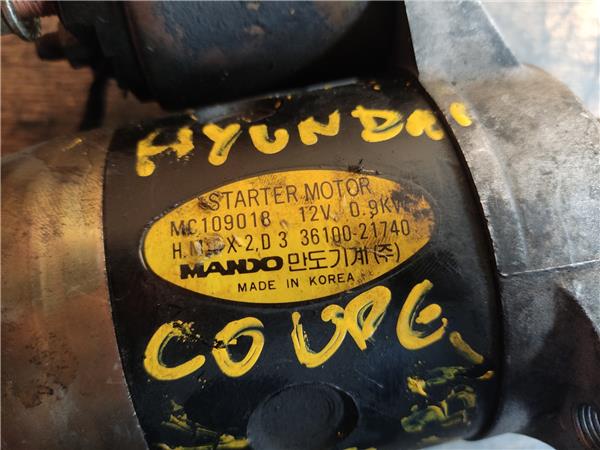 HYUNDAI
STARTER MOTOR
MC109018 12V, 0.9KW
36100-21740
MANDO 만도기계(주)
MADE IN KOREA
COUPE